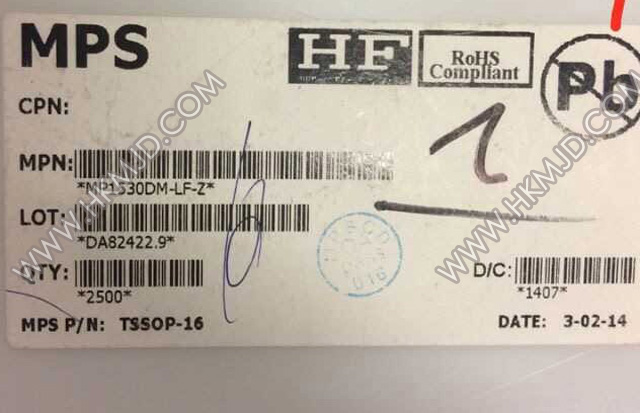 MPS
HF
RoHS
Compliant
Pb
CPN:
1
MPN:
*MP1530DM-LF-Z*
LOT:
*DA82422.9*
QTY:
*2500*
D/C:
*1407*
MPS P/N: TSSOP-16
DATE: 3-02-14
WWW.HKMJD.COM
WWW.HKMJD.COM